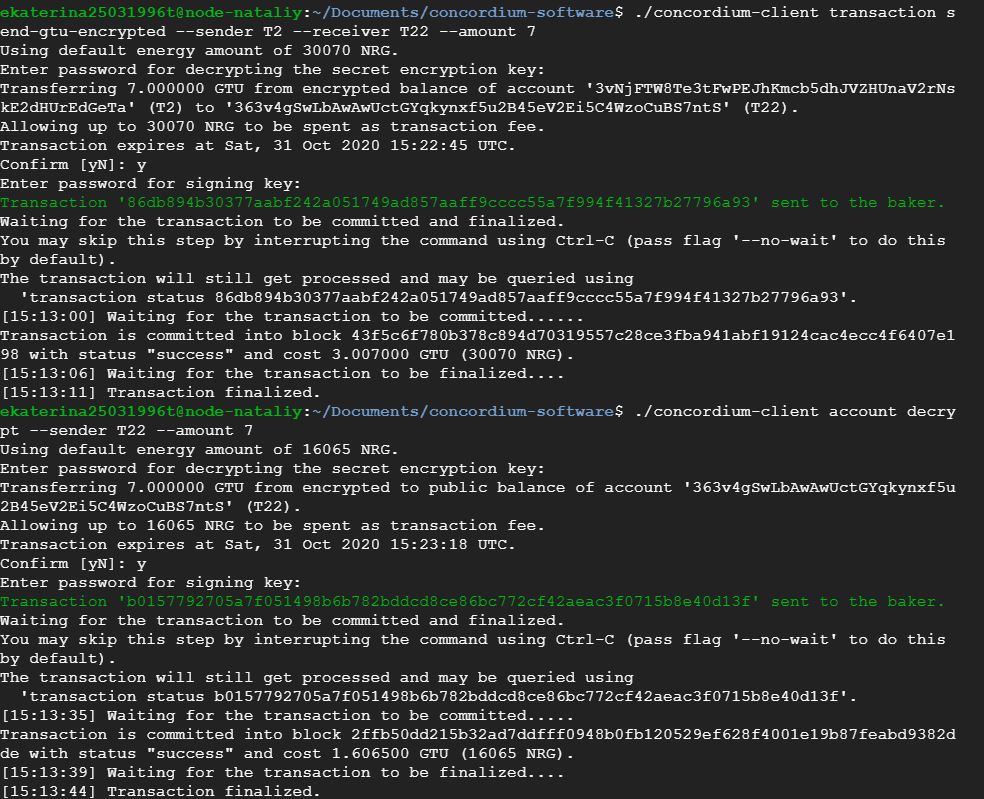 ekaterina25031996t@node-nataliy:~/Documents/concordium-software$ ./concordium-client transaction s
end-gtu-encrypted --sender T2 --receiver T22 --amount 7
Using default energy amount of 30070 NRG.
Enter password for decrypting the secret encryption key:
Transferring 7.000000 GTU from encrypted balance of account '3vNjFTW8Te3tFwPEJhKmcb5dhJVZHUnaV2rNs
kE2dHUrEdGeTa' (T2) to '363v4gSwLbAwAwUctGYqkynxf5u2B45eV2Ei5C4WzoCuBS7ntS' (T22).
Allowing up to 30070 NRG to be spent as transaction fee.
Transaction expires at Sat, 31 Oct 2020 15:22:45 UTC.
Confirm [yN]: y
Enter password for signing key:
Transaction '86db894b30377aabf242a051749ad857aaff9cccc55a7f994f41327b27796a93' sent to the baker.
Waiting for the transaction to be committed and finalized.
You may skip this step by interrupting the command using Ctrl-C (pass flag '--no-wait' to do this
by default).
The transaction will still get processed and may be queried using
  'transaction status 86db894b30377aabf242a051749ad857aaff9cccc55a7f994f41327b27796a93'.
[15:13:00] Waiting for the transaction to be committed......
Transaction is committed into block 43f5c6f780b378c894d70319557c28ce3fba941abf19124cac4ecc4f6407e1
98 with status "success" and cost 3.007000 GTU (30070 NRG).
[15:13:06] Waiting for the transaction to be finalized....
[15:13:11] Transaction finalized.
ekaterina25031996t@node-nataliy:~/Documents/concordium-software$ ./concordium-client account decry
pt --sender T22 --amount 7
Using default energy amount of 16065 NRG.
Enter password for decrypting the secret encryption key:
Transferring 7.000000 GTU from encrypted to public balance of account '363v4gSwLbAwAwUctGYqkynxf5u
2B45eV2Ei5C4WzoCuBS7ntS' (T22).
Allowing up to 16065 NRG to be spent as transaction fee.
Transaction expires at Sat, 31 Oct 2020 15:23:18 UTC.
Confirm [yN]: y
Enter password for signing key:
Transaction 'b0157792705a7f051498b6b782bddcd8ce86bc772cf42aeac3f0715b8e40d13f' sent to the baker.
Waiting for the transaction to be committed and finalized.
You may skip this step by interrupting the command using Ctrl-C (pass flag '--no-wait' to do this
by default).
The transaction will still get processed and may be queried using
  'transaction status b0157792705a7f051498b6b782bddcd8ce86bc772cf42aeac3f0715b8e40d13f'.
[15:13:35] Waiting for the transaction to be committed.....
Transaction is committed into block 2ffb50dd215b32ad7ddfff0948b0fb120529ef628f4001e19b87feabd9382d
de with status "success" and cost 1.606500 GTU (16065 NRG).
[15:13:39] Waiting for the transaction to be finalized....
[15:13:44] Transaction finalized.